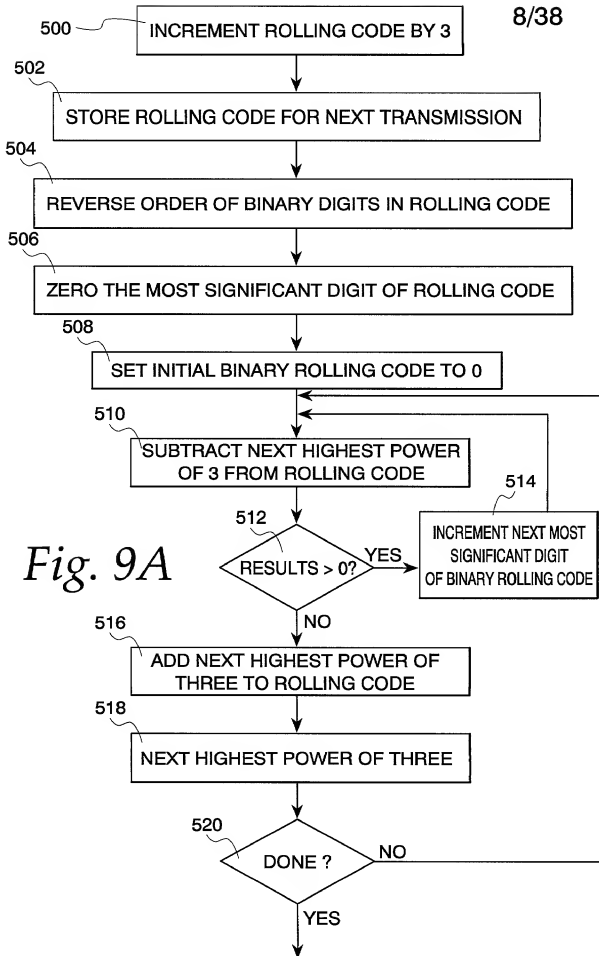 8/38
500
INCREMENT ROLLING CODE BY 3
502
STORE ROLLING CODE FOR NEXT TRANSMISSION
504
REVERSE ORDER OF BINARY DIGITS IN ROLLING CODE
506
ZERO THE MOST SIGNIFICANT DIGIT OF ROLLING CODE
508
SET INITIAL BINARY ROLLING CODE TO 0
510
SUBTRACT NEXT HIGHEST POWER
OF 3 FROM ROLLING CODE
512
RESULTS > 0?
YES
514
INCREMENT NEXT MOST
SIGNIFICANT DIGIT
OF BINARY ROLLING CODE
Fig. 9A
NO
516
ADD NEXT HIGHEST POWER OF
THREE TO ROLLING CODE
518
NEXT HIGHEST POWER OF THREE
520
DONE ?
NO
YES